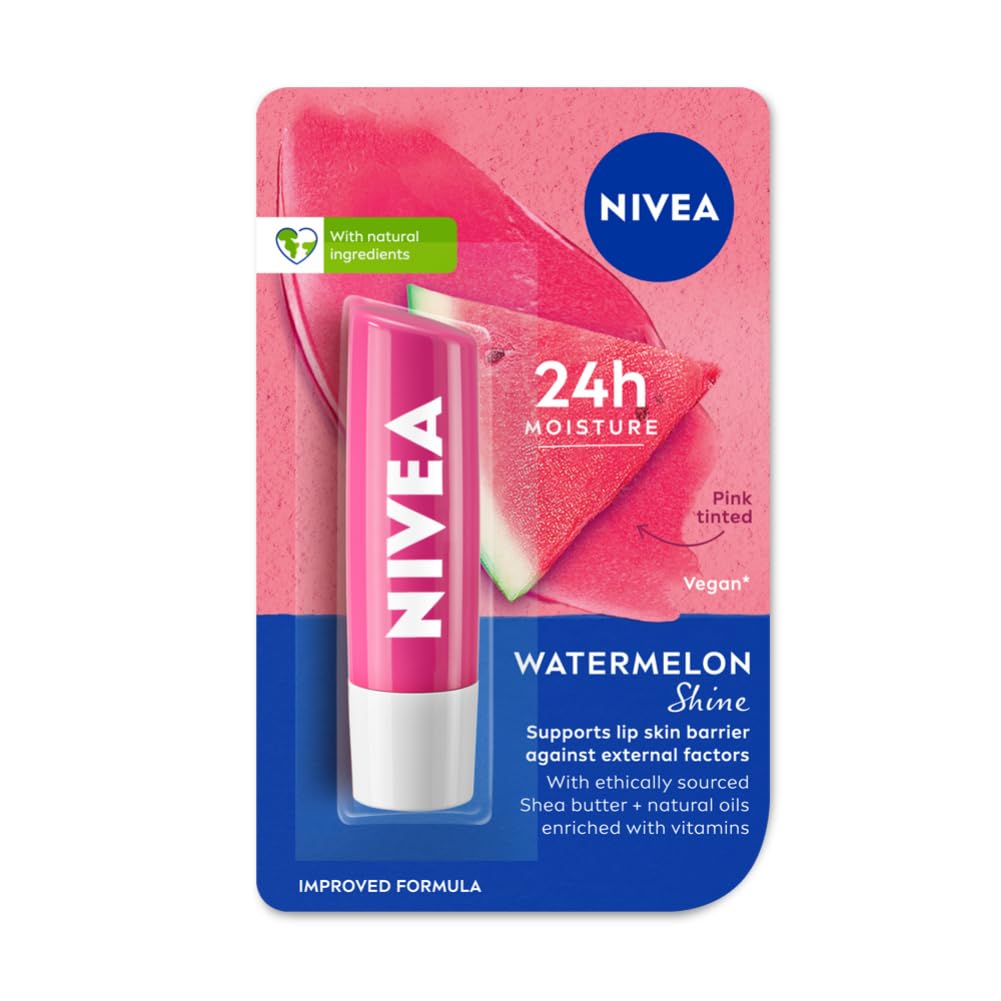 NIVEA
With natural
ingredients
24h
MOISTURE
NIVEA
Pink
tinted
Vegan*
WATERMELON
Shine
Supports lip skin barrier
against external factors
With ethically sourced
Shea butter + natural oils
enriched with vitamins
IMPROVED FORMULA